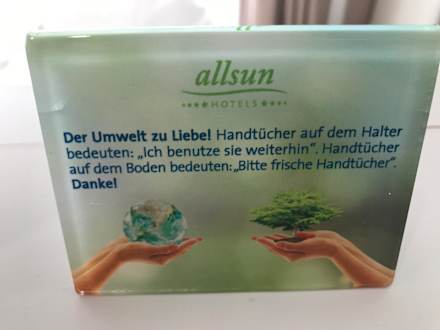 allsun
HOTELS
Der Umwelt zu Liebe! Handtücher auf dem Halter
bedeuten: „Ich benutze sie weiterhin“. Handtücher
auf dem Boden bedeuten:„Bitte frische Handtücher“.
Danke!